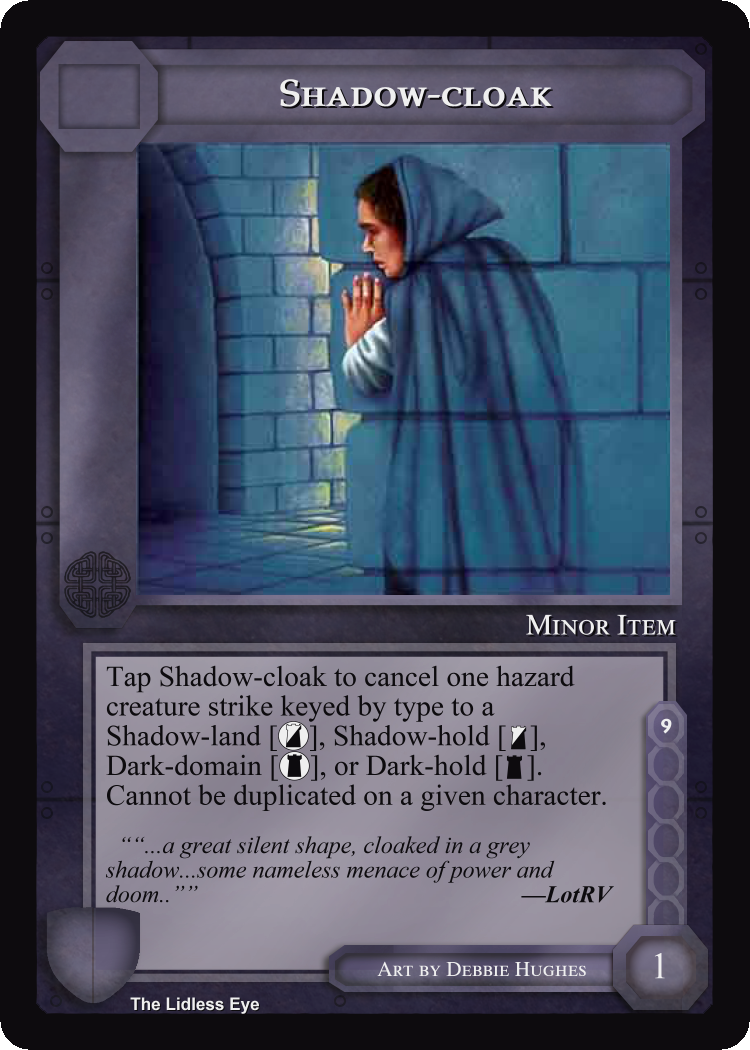 Shadow-cloak
Minor Item
Tap Shadow-cloak to cancel one hazard
creature strike keyed by type to a
Shadow-land [ ], Shadow-hold [ ],
Dark-domain [ ], or Dark-hold [ ].
Cannot be duplicated on a given character.
9
““...a great silent shape, cloaked in a grey
shadow...some nameless menace of power and
doom..”” —LotRV
Art by Debbie Hughes
1
The Lidless Eye